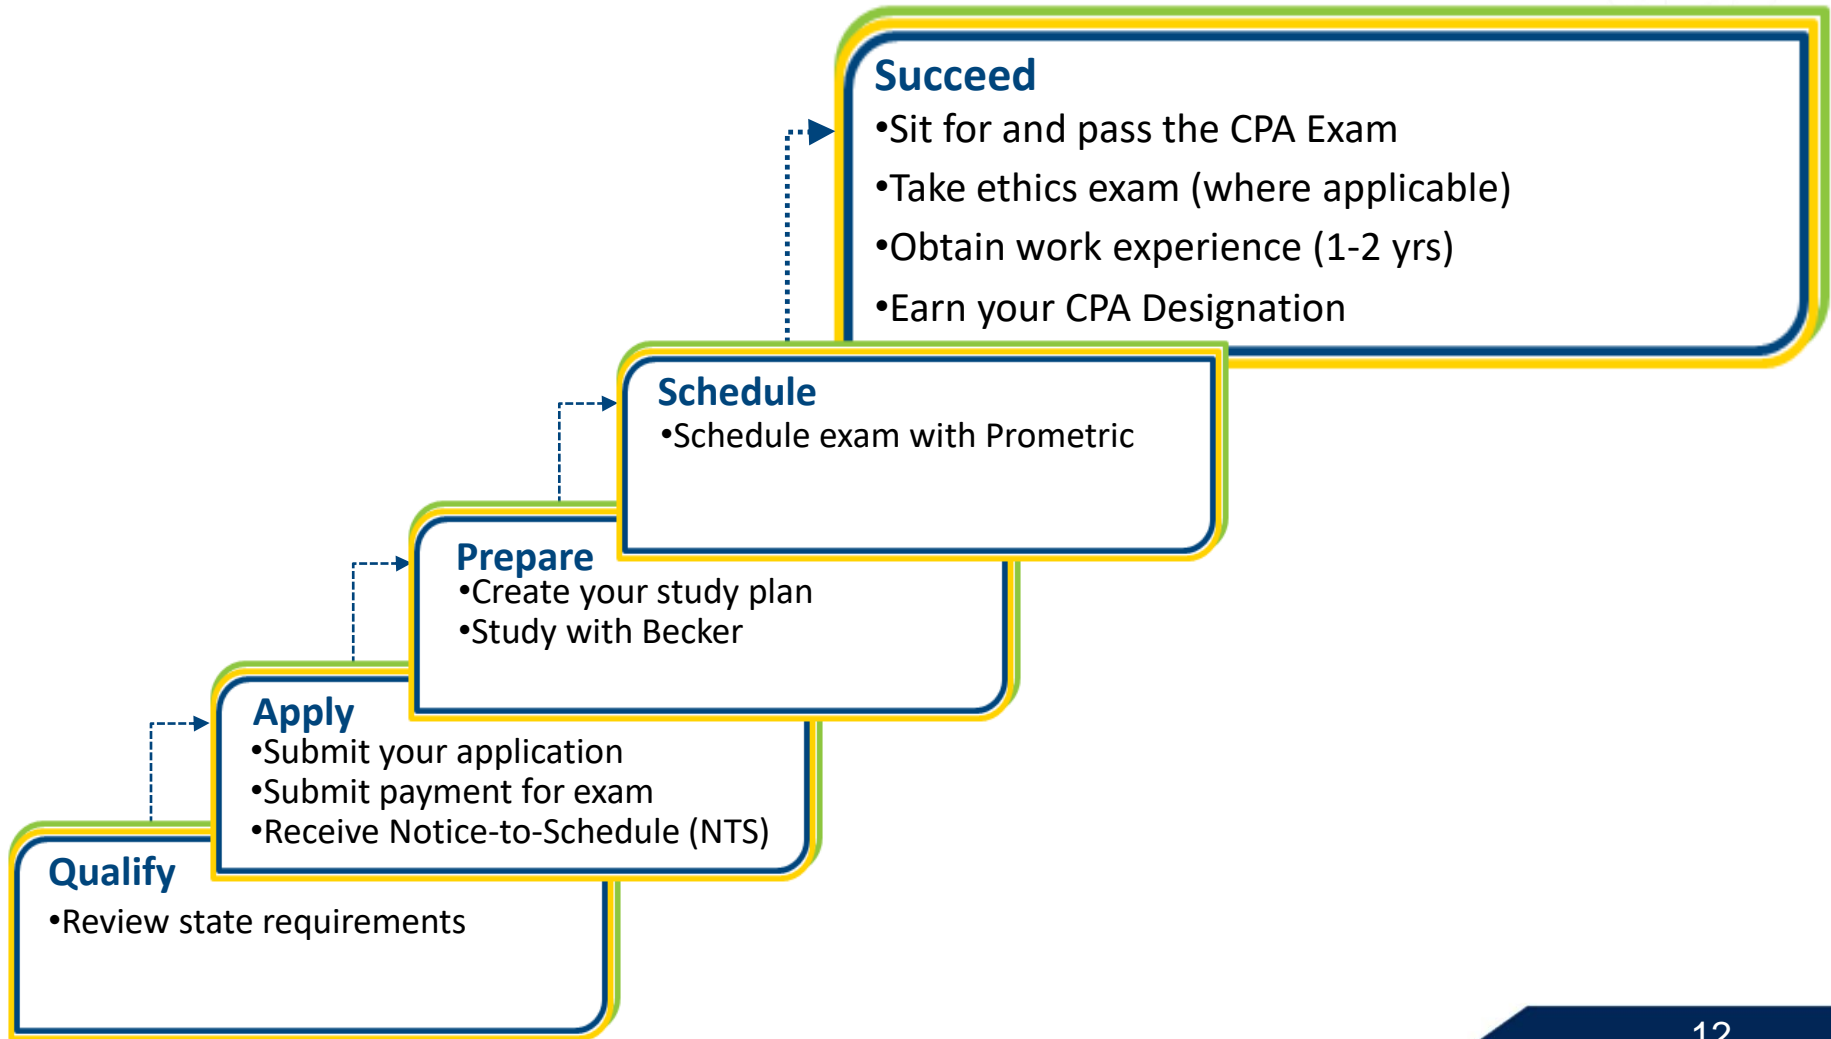 Succeed
•Sit for and pass the CPA Exam
•Take ethics exam (where applicable)
•Obtain work experience (1-2 yrs)
•Earn your CPA Designation
Schedule
•Schedule exam with Prometric
Prepare
•Create your study plan
•Study with Becker
Apply
•Submit your application
•Submit payment for exam
•Receive Notice-to-Schedule (NTS)
Qualify
•Review state requirements
12